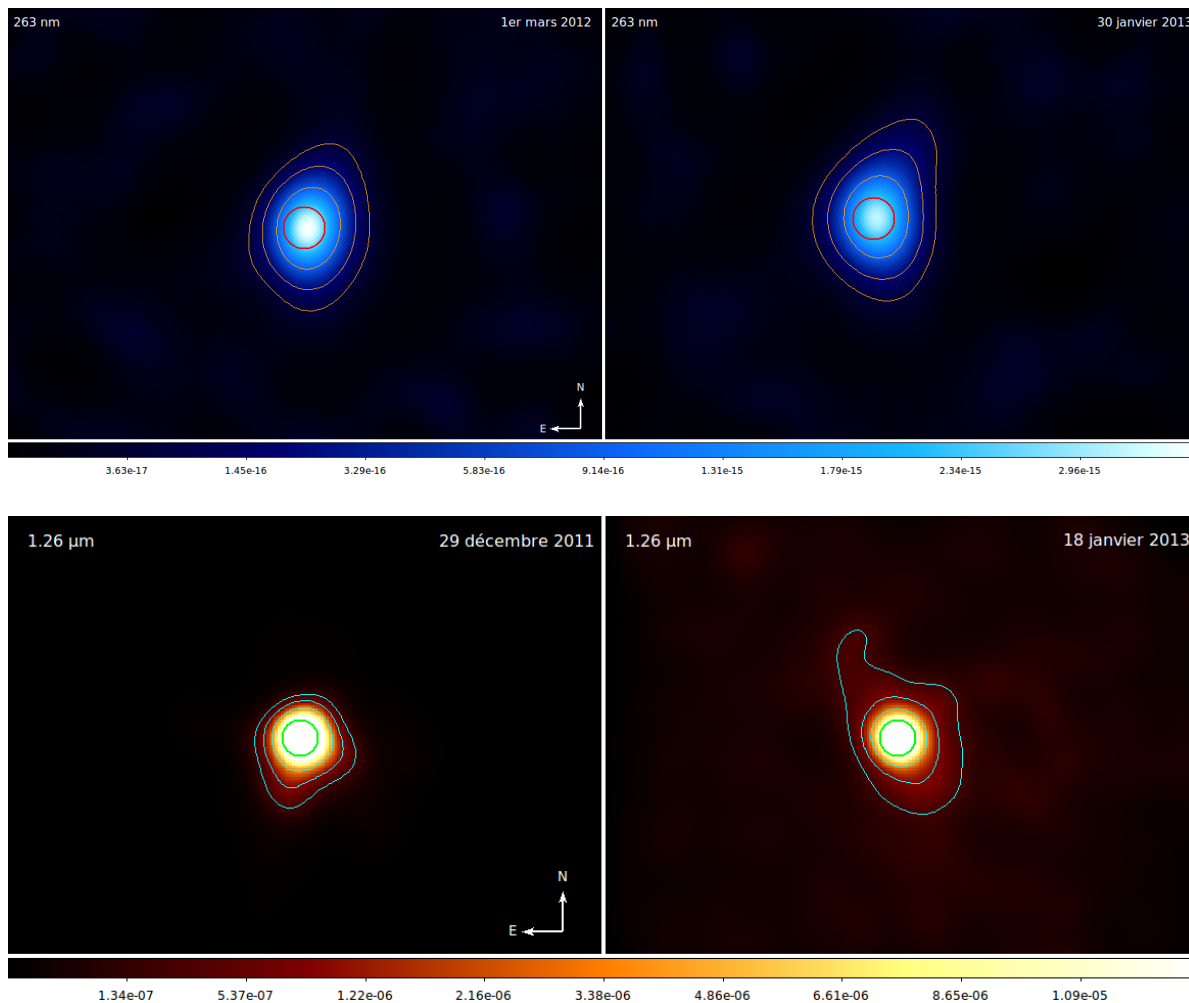 263 nm
1er mars 2012
263 nm
30 janvier 2013
N
E
3.63e-17 1.45e-16 3.29e-16 5.83e-16 9.14e-16 1.31e-15 1.79e-15 2.34e-15 2.96e-15
1.26 µm
29 décembre 2011
1.26 µm
18 janvier 2013
N
E
1.34e-07 5.37e-07 1.22e-06 2.16e-06 3.38e-06 4.86e-06 6.61e-06 8.65e-06 1.09e-05